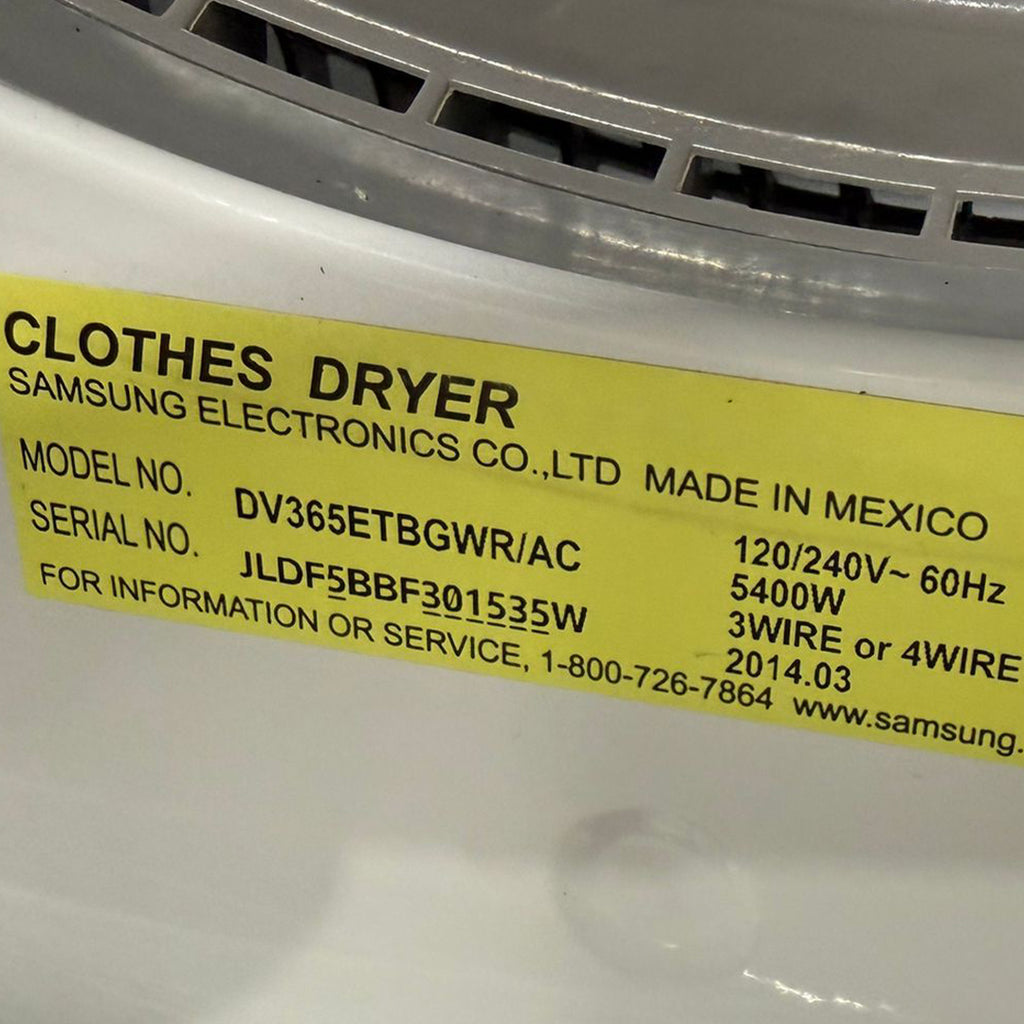 CLOTHES DRYER
SAMSUNG ELECTRONICS CO.,LTD MADE IN MEXICO
MODEL NO. DV365ETBGWR/AC 120/240V~ 60Hz
5400W
SERIAL NO. JLDF5BBF301535W 3WIRE or 4WIRE
2014.03
FOR INFORMATION OR SERVICE, 1-800-726-7864 www.samsung.